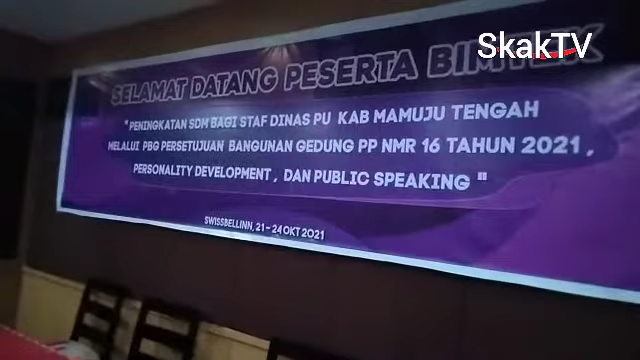 SkakTV
SELAMAT DATANG PESERTA BIMTEK
"PENINGKATAN SDM BAGI STAF DINAS PU KAB MAMUJU TENGAH
MELALUI PBG PERSETUJUAN BANGUNAN GEDUNG PP NMR 16 TAHUN 2021,
PERSONALITY DEVELOPMENT, DAN PUBLIC SPEAKING"
SWISSBELLINN, 21 - 24 OKT 2021